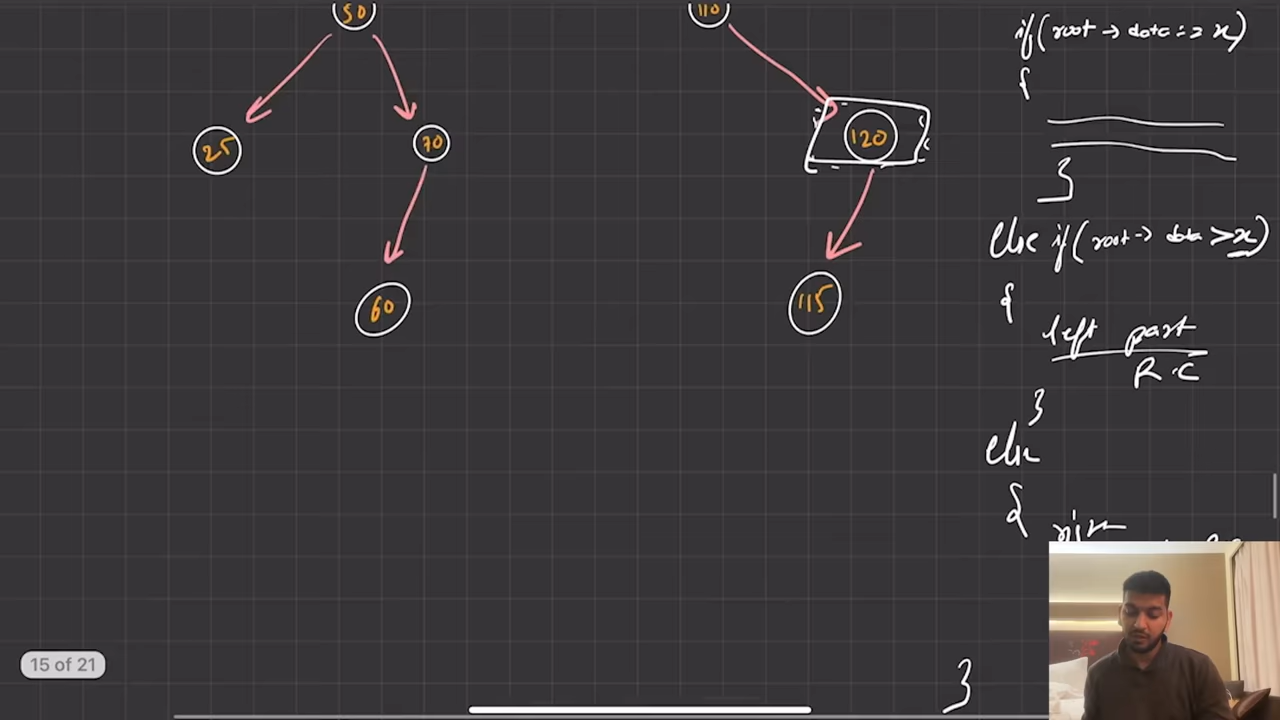 50
110
25
70
120
60
115
if(root → data == x)
{
}
else if(root → data > x)
{
left part
R.C
}
else
{
}
15 of 21